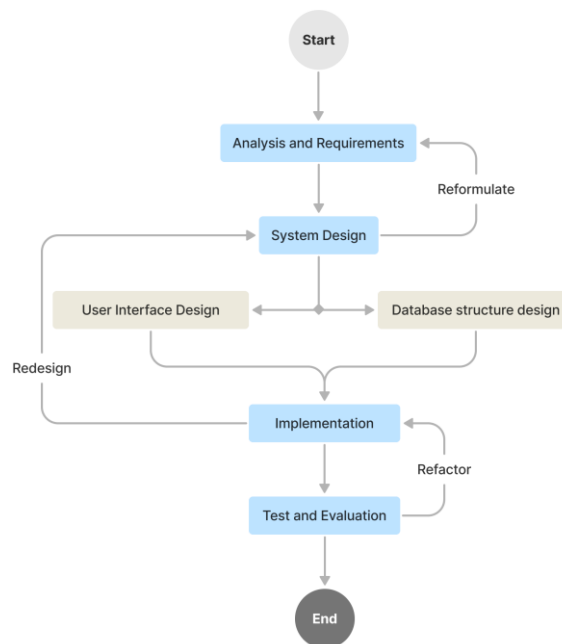 Start
Analysis and Requirements
Reformulate
System Design
User Interface Design
Database structure design
Redesign
Implementation
Refactor
Test and Evaluation
End